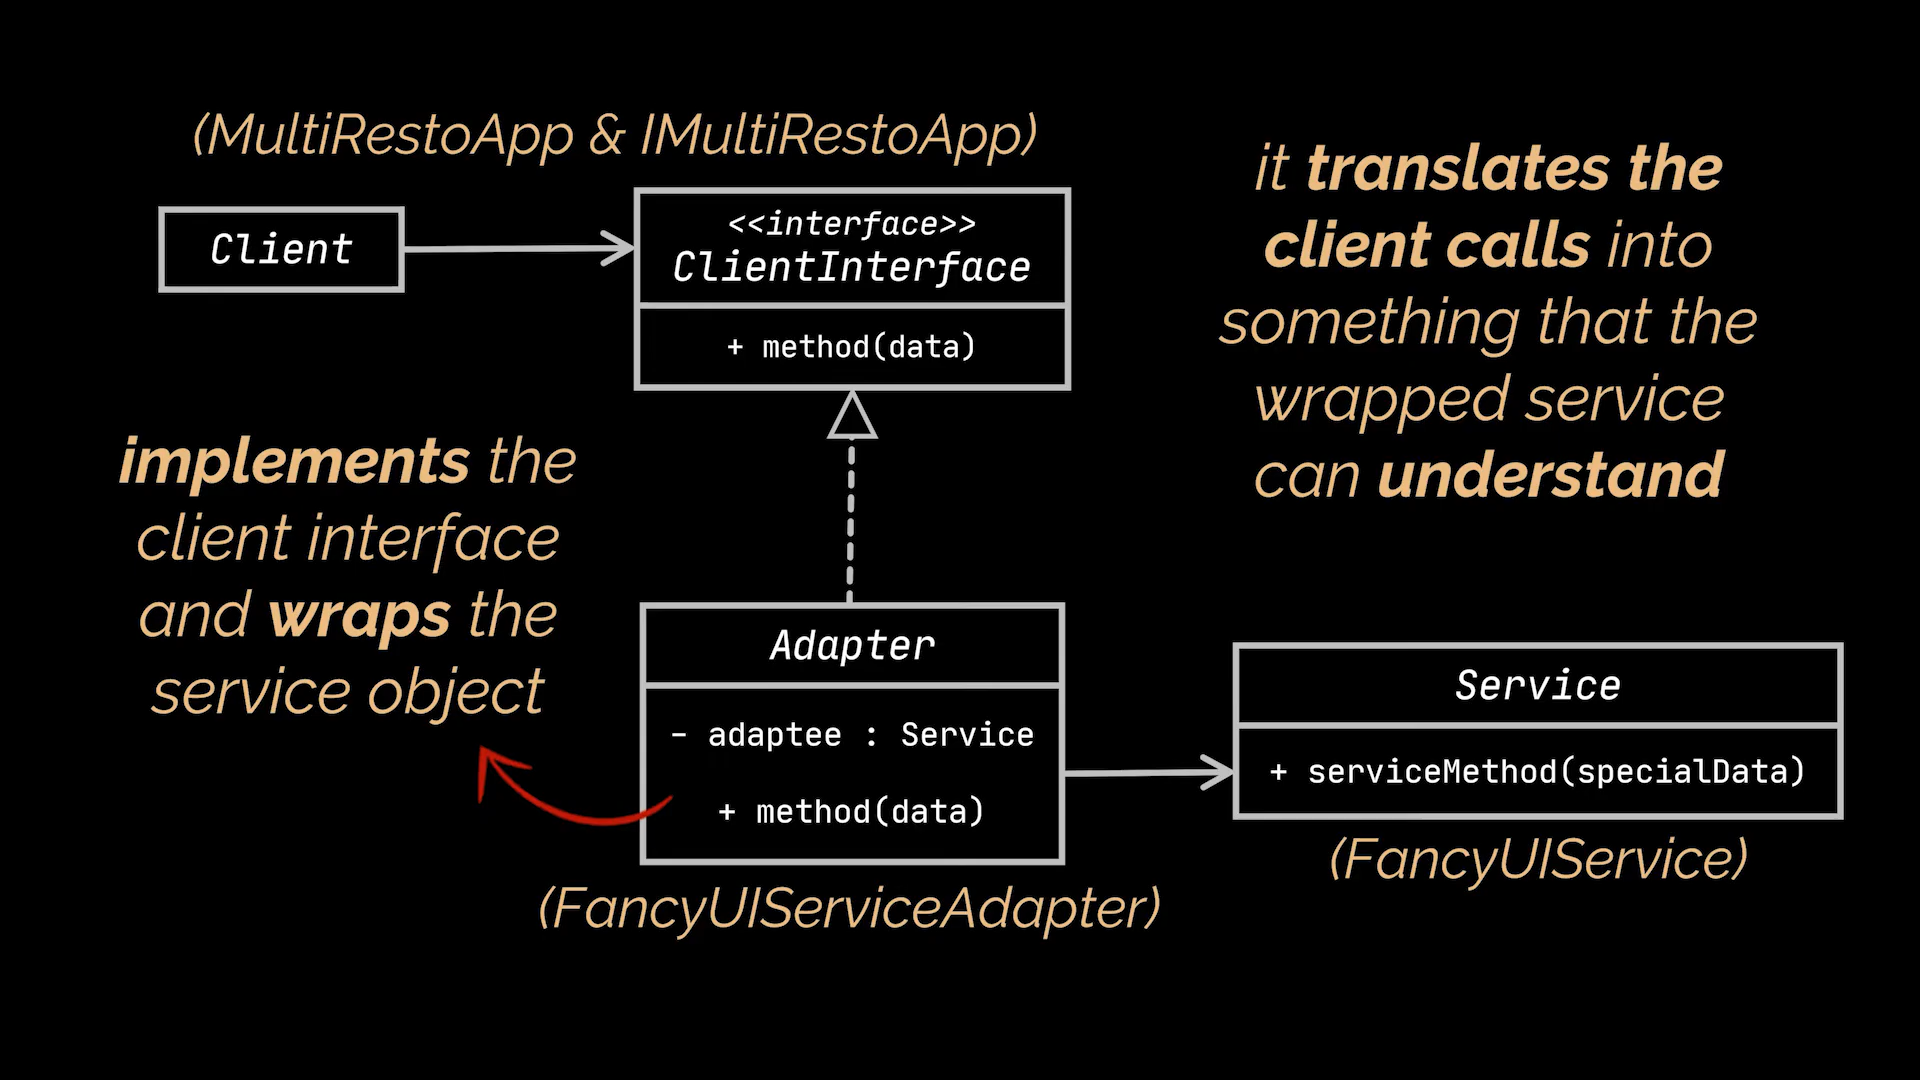 (MultiRestoApp & IMultiRestoApp)
Client
<<interface>>
ClientInterface
+ method(data)
it translates the
client calls into
something that the
wrapped service
can understand
implements the
client interface
and wraps the
service object
Adapter
- adaptee : Service
+ method(data)
(FancyUIServiceAdapter)
Service
+ serviceMethod(specialData)
(FancyUIService)